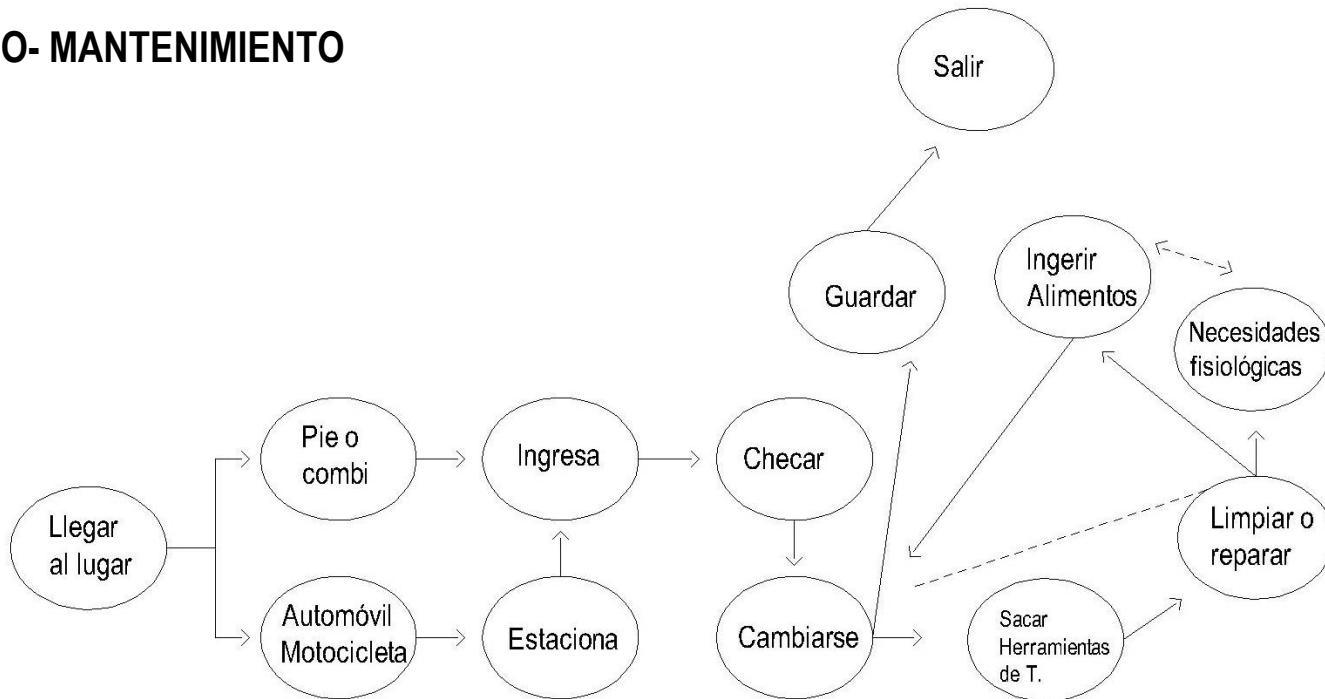 O- MANTENIMIENTO
Salir
Guardar
Ingerir
Alimentos
Necesidades
fisiológicas
Pie o
combi
Ingresa
Checar
Llegar
al lugar
Limpiar o
reparar
Automóvil
Motocicleta
Estaciona
Cambiarse
Sacar
Herramientas
de T.